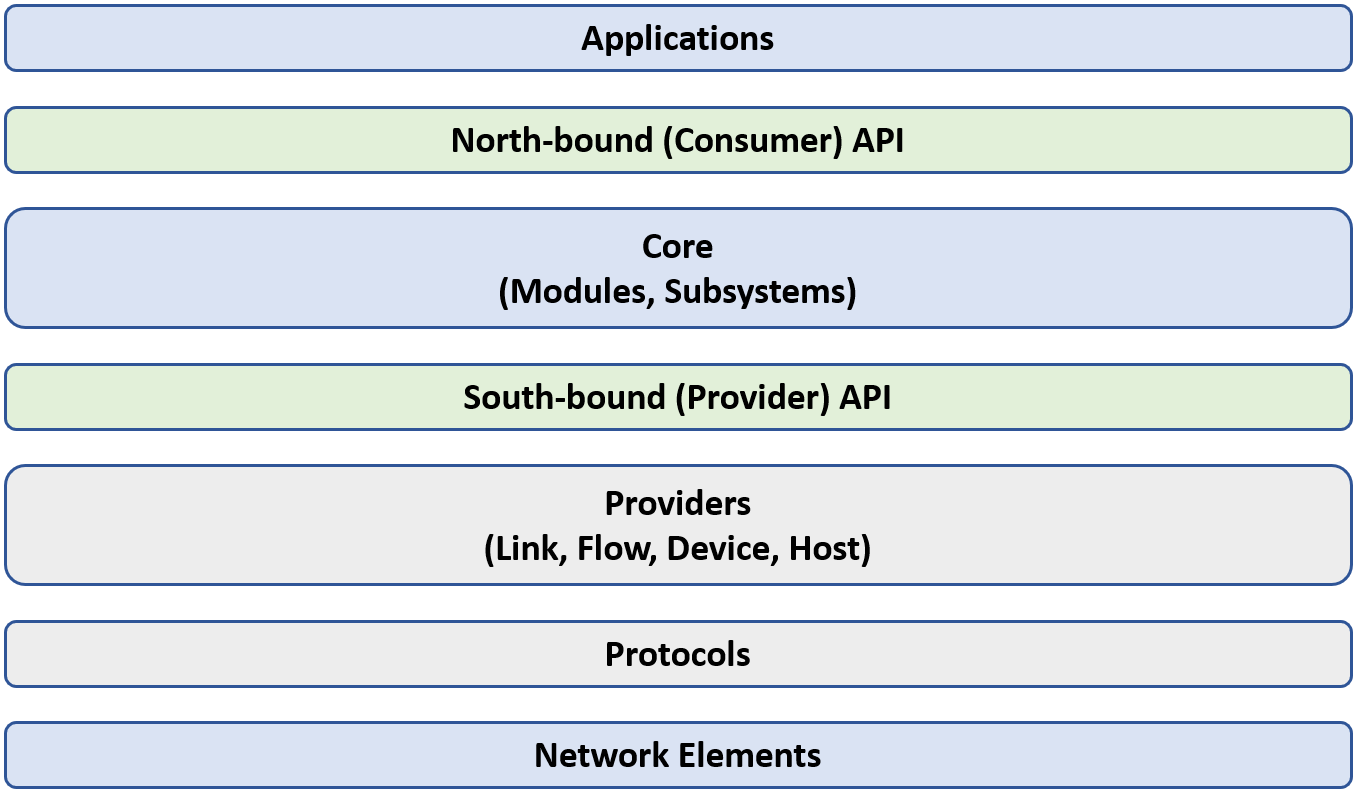 Applications
North-bound (Consumer) API
Core
(Modules, Subsystems)
South-bound (Provider) API
Providers
(Link, Flow, Device, Host)
Protocols
Network Elements